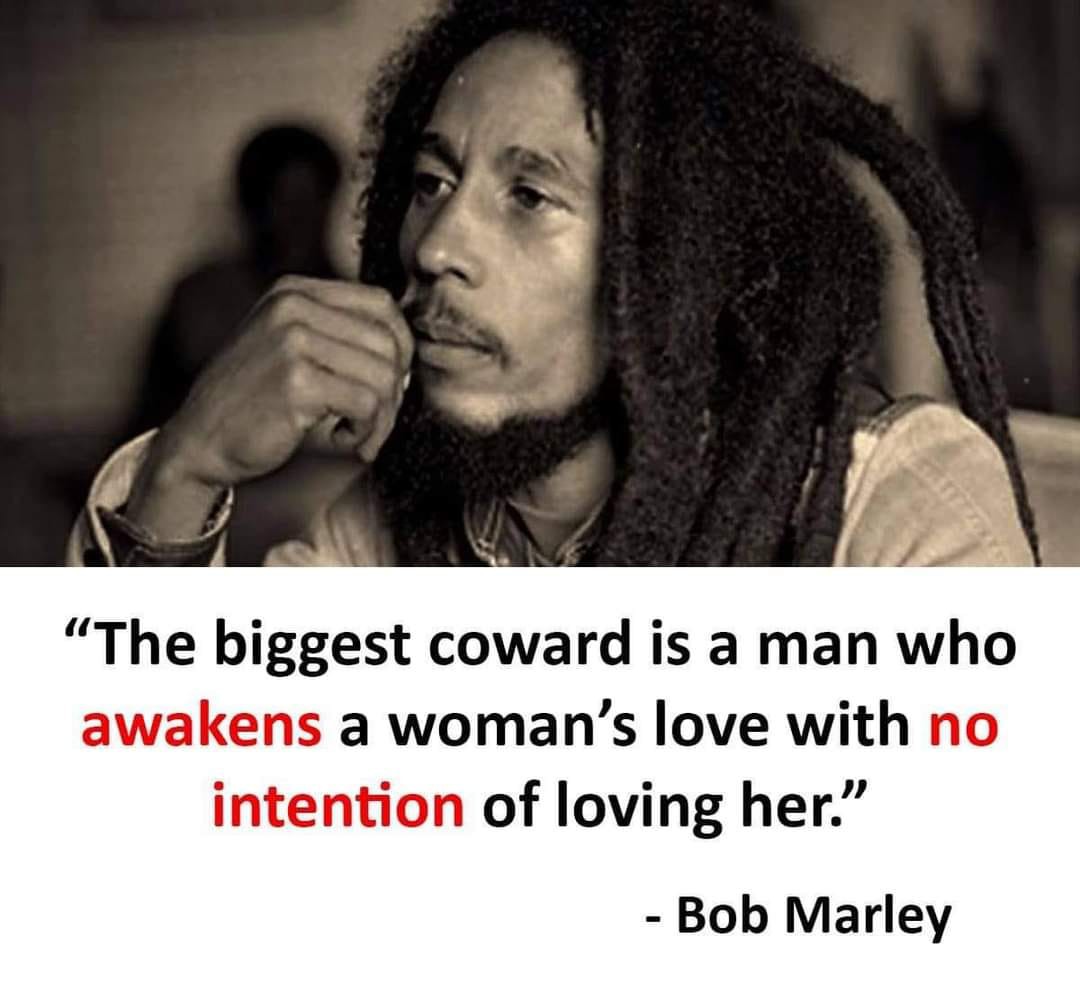 “The biggest coward is a man who
awakens a woman’s love with no
intention of loving her.”
- Bob Marley